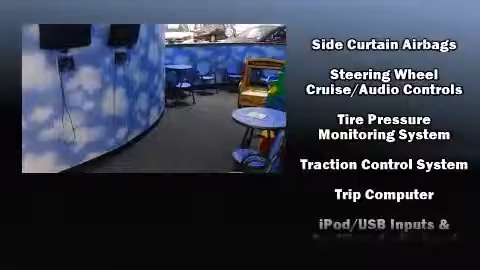 Side Curtain Airbags
Steering Wheel
Cruise/Audio Controls
Tire Pressure
Monitoring System
Traction Control System
Trip Computer
iPod/USB Inputs &